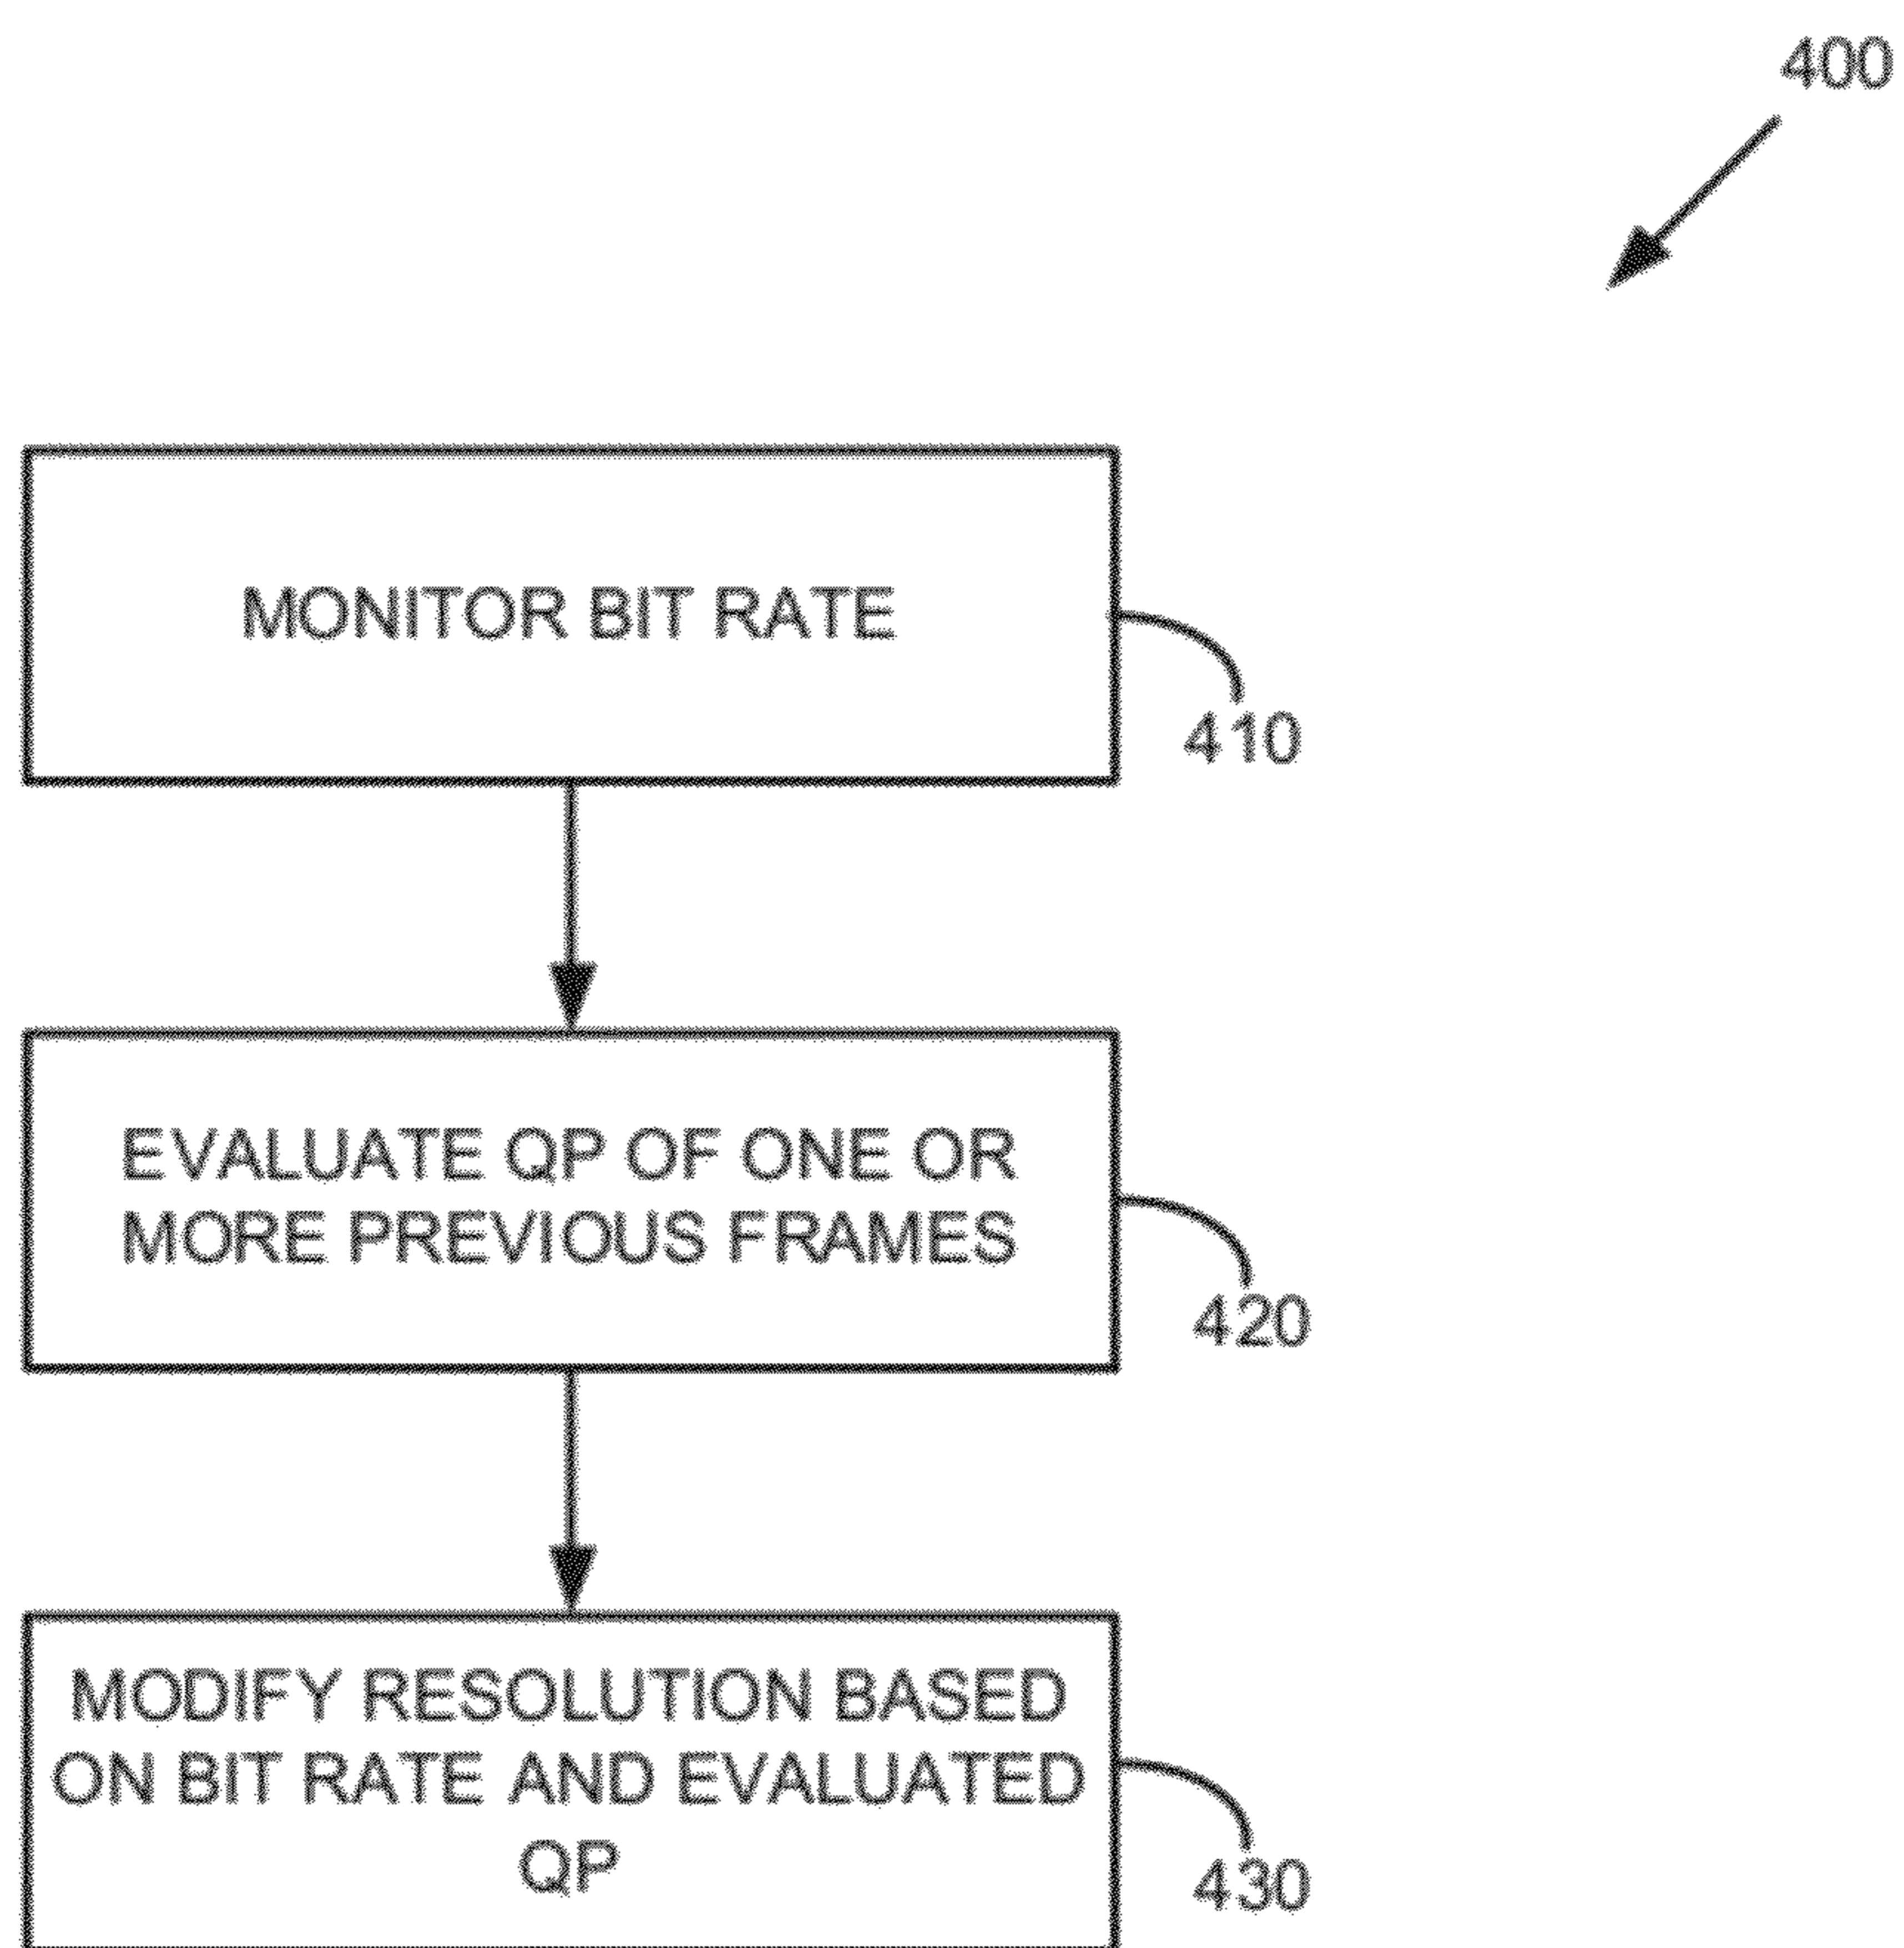 400
MONITOR BIT RATE
410
EVALUATE QP OF ONE OR
MORE PREVIOUS FRAMES
420
MODIFY RESOLUTION BASED
ON BIT RATE AND EVALUATED
QP
430